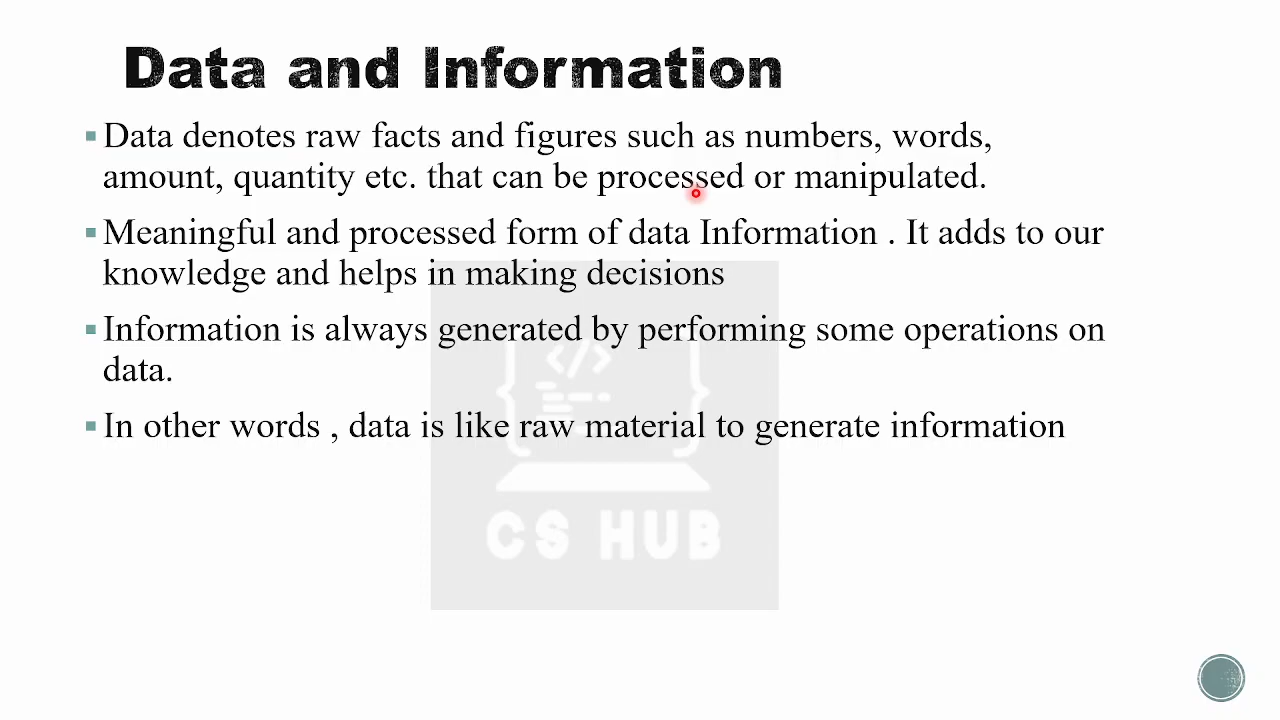 Data and Information
Data denotes raw facts and figures such as numbers, words,
amount, quantity etc. that can be processed or manipulated.
Meaningful and processed form of data Information . It adds to our
knowledge and helps in making decisions
Information is always generated by performing some operations on
data.
In other words , data is like raw material to generate information
</>
CS HUB